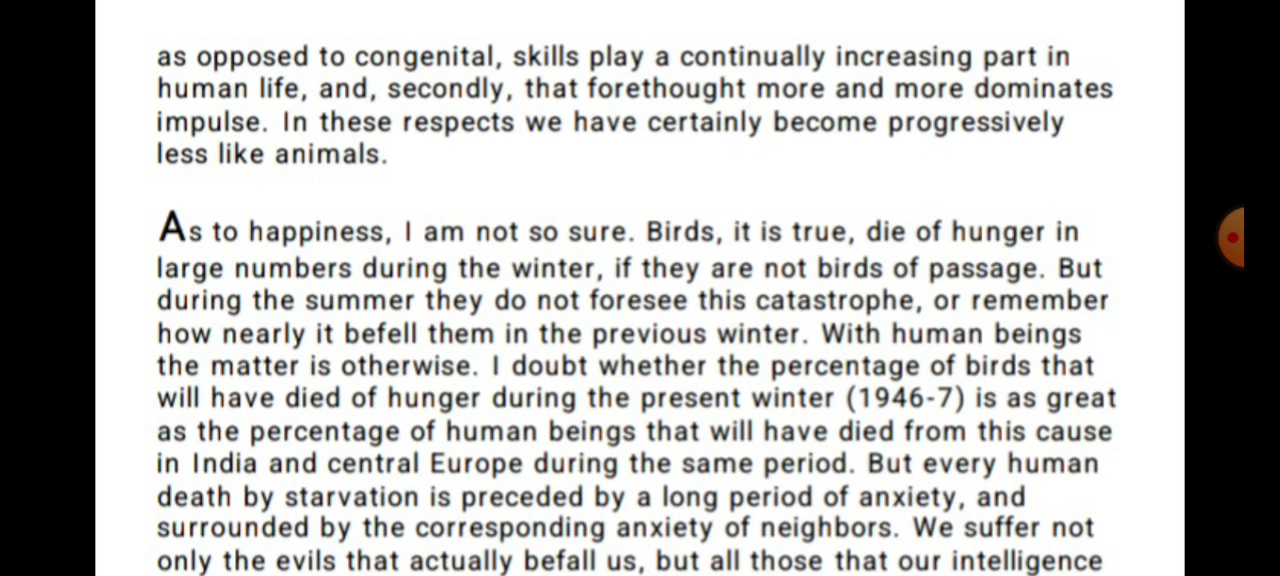 as opposed to congenital, skills play a continually increasing part in
human life, and, secondly, that forethought more and more dominates
impulse. In these respects we have certainly become progressively
less like animals.
As to happiness, I am not so sure. Birds, it is true, die of hunger in
large numbers during the winter, if they are not birds of passage. But
during the summer they do not foresee this catastrophe, or remember
how nearly it befell them in the previous winter. With human beings
the matter is otherwise. I doubt whether the percentage of birds that
will have died of hunger during the present winter (1946-7) is as great
as the percentage of human beings that will have died from this cause
in India and central Europe during the same period. But every human
death by starvation is preceded by a long period of anxiety, and
surrounded by the corresponding anxiety of neighbors. We suffer not
only the evils that actually befall us, but all those that our intelligence